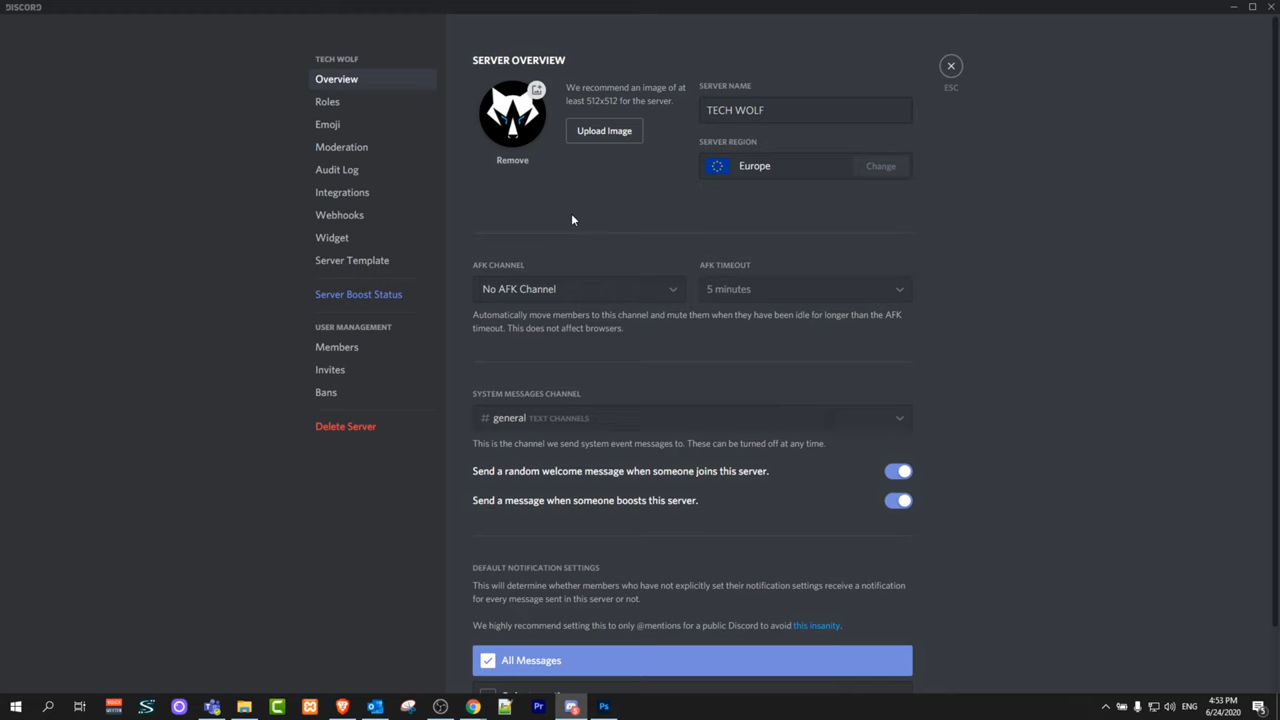 DISCORD
TECH WOLF
Overview
Roles
Emoji
Moderation
Audit Log
Integrations
Webhooks
Widget
Server Template
Server Boost Status
USER MANAGEMENT
Members
Invites
Bans
Delete Server
SERVER OVERVIEW
We recommend an image of at
least 512x512 for the server.
Upload Image
Remove
SERVER NAME
TECH WOLF
SERVER REGION
Europe
Change
ESC
AFK CHANNEL
No AFK Channel
AFK TIMEOUT
5 minutes
Automatically move members to this channel and mute them when they have been idle for longer than the AFK
timeout. This does not affect browsers.
SYSTEM MESSAGES CHANNEL
# general TEXT CHANNELS
This is the channel we send system event messages to. These can be turned off at any time.
Send a random welcome message when someone joins this server.
Send a message when someone boosts this server.
DEFAULT NOTIFICATION SETTINGS
This will determine whether members who have not explicitly set their notification settings receive a notification
for every message sent in this server or not.
We highly recommend setting this to only @mentions for a public Discord to avoid this insanity.
All Messages
Pr
Ps
ENG
4:53 PM
6/24/2020